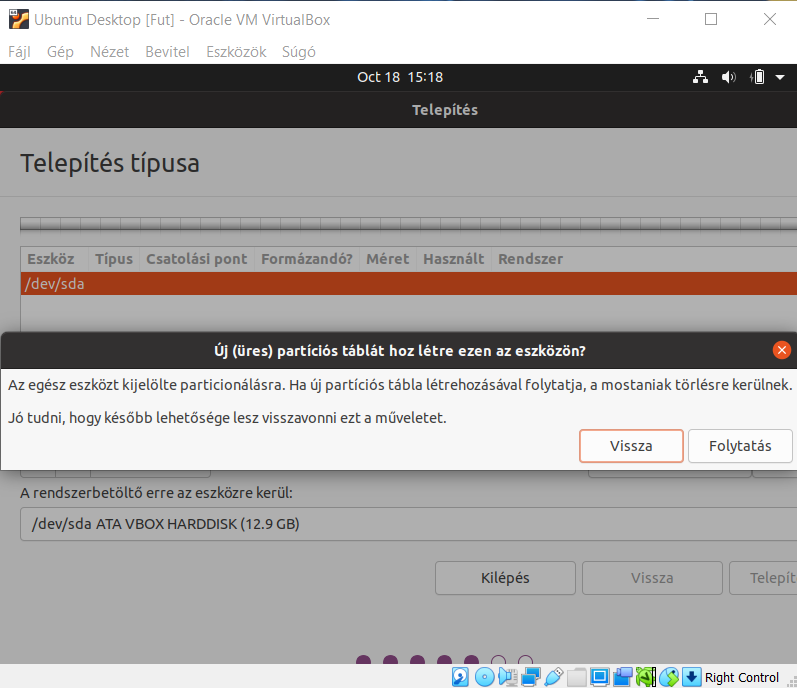 Ubuntu Desktop [Fut] - Oracle VM VirtualBox
Fájl Gép Nézet Bevitel Eszközök Súgó
Oct 18 15:18
Telepítés
Telepítés típusa
Eszköz Típus Csatolási pont Formázandó? Méret Használt Rendszer
/dev/sda
Új (üres) partíciós táblát hoz létre ezen az eszközön?
Az egész eszközt kijelölte particionálásra. Ha új partíciós tábla létrehozásával folytatja, a mostaniak törlésre kerülnek.
Jó tudni, hogy később lehetősége lesz visszavonni ezt a műveletet.
Vissza Folytatás
A rendszerbetöltő erre az eszközre kerül:
/dev/sda ATA VBOX HARDDISK (12.9 GB)
Kilépés Vissza Telepít
Right Control